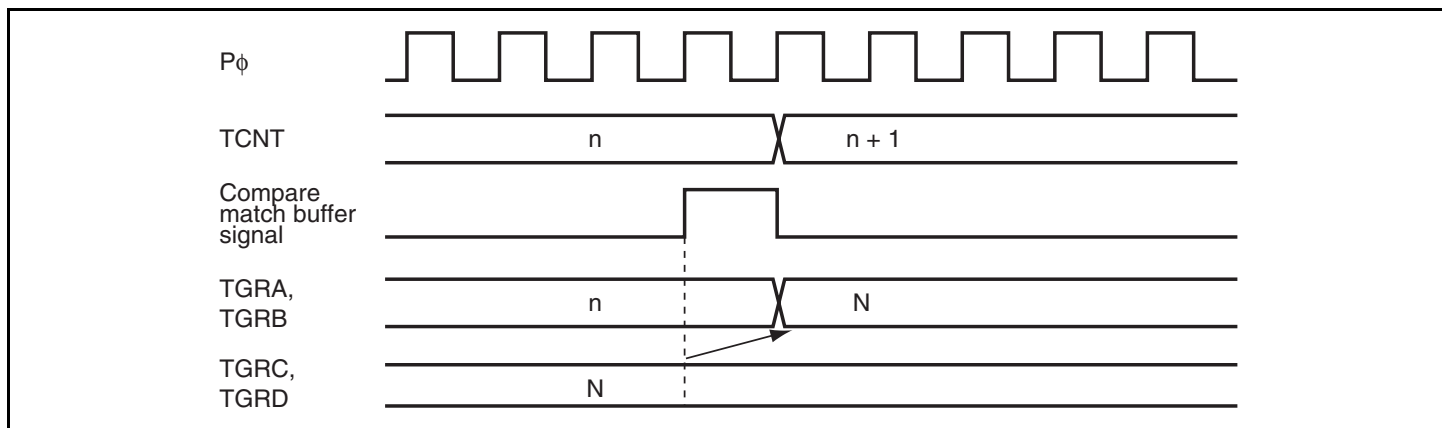 Pϕ
TCNT
n
n + 1
Compare
match buffer
signal
TGRA,
TGRB
n
N
TGRC,
TGRD
N